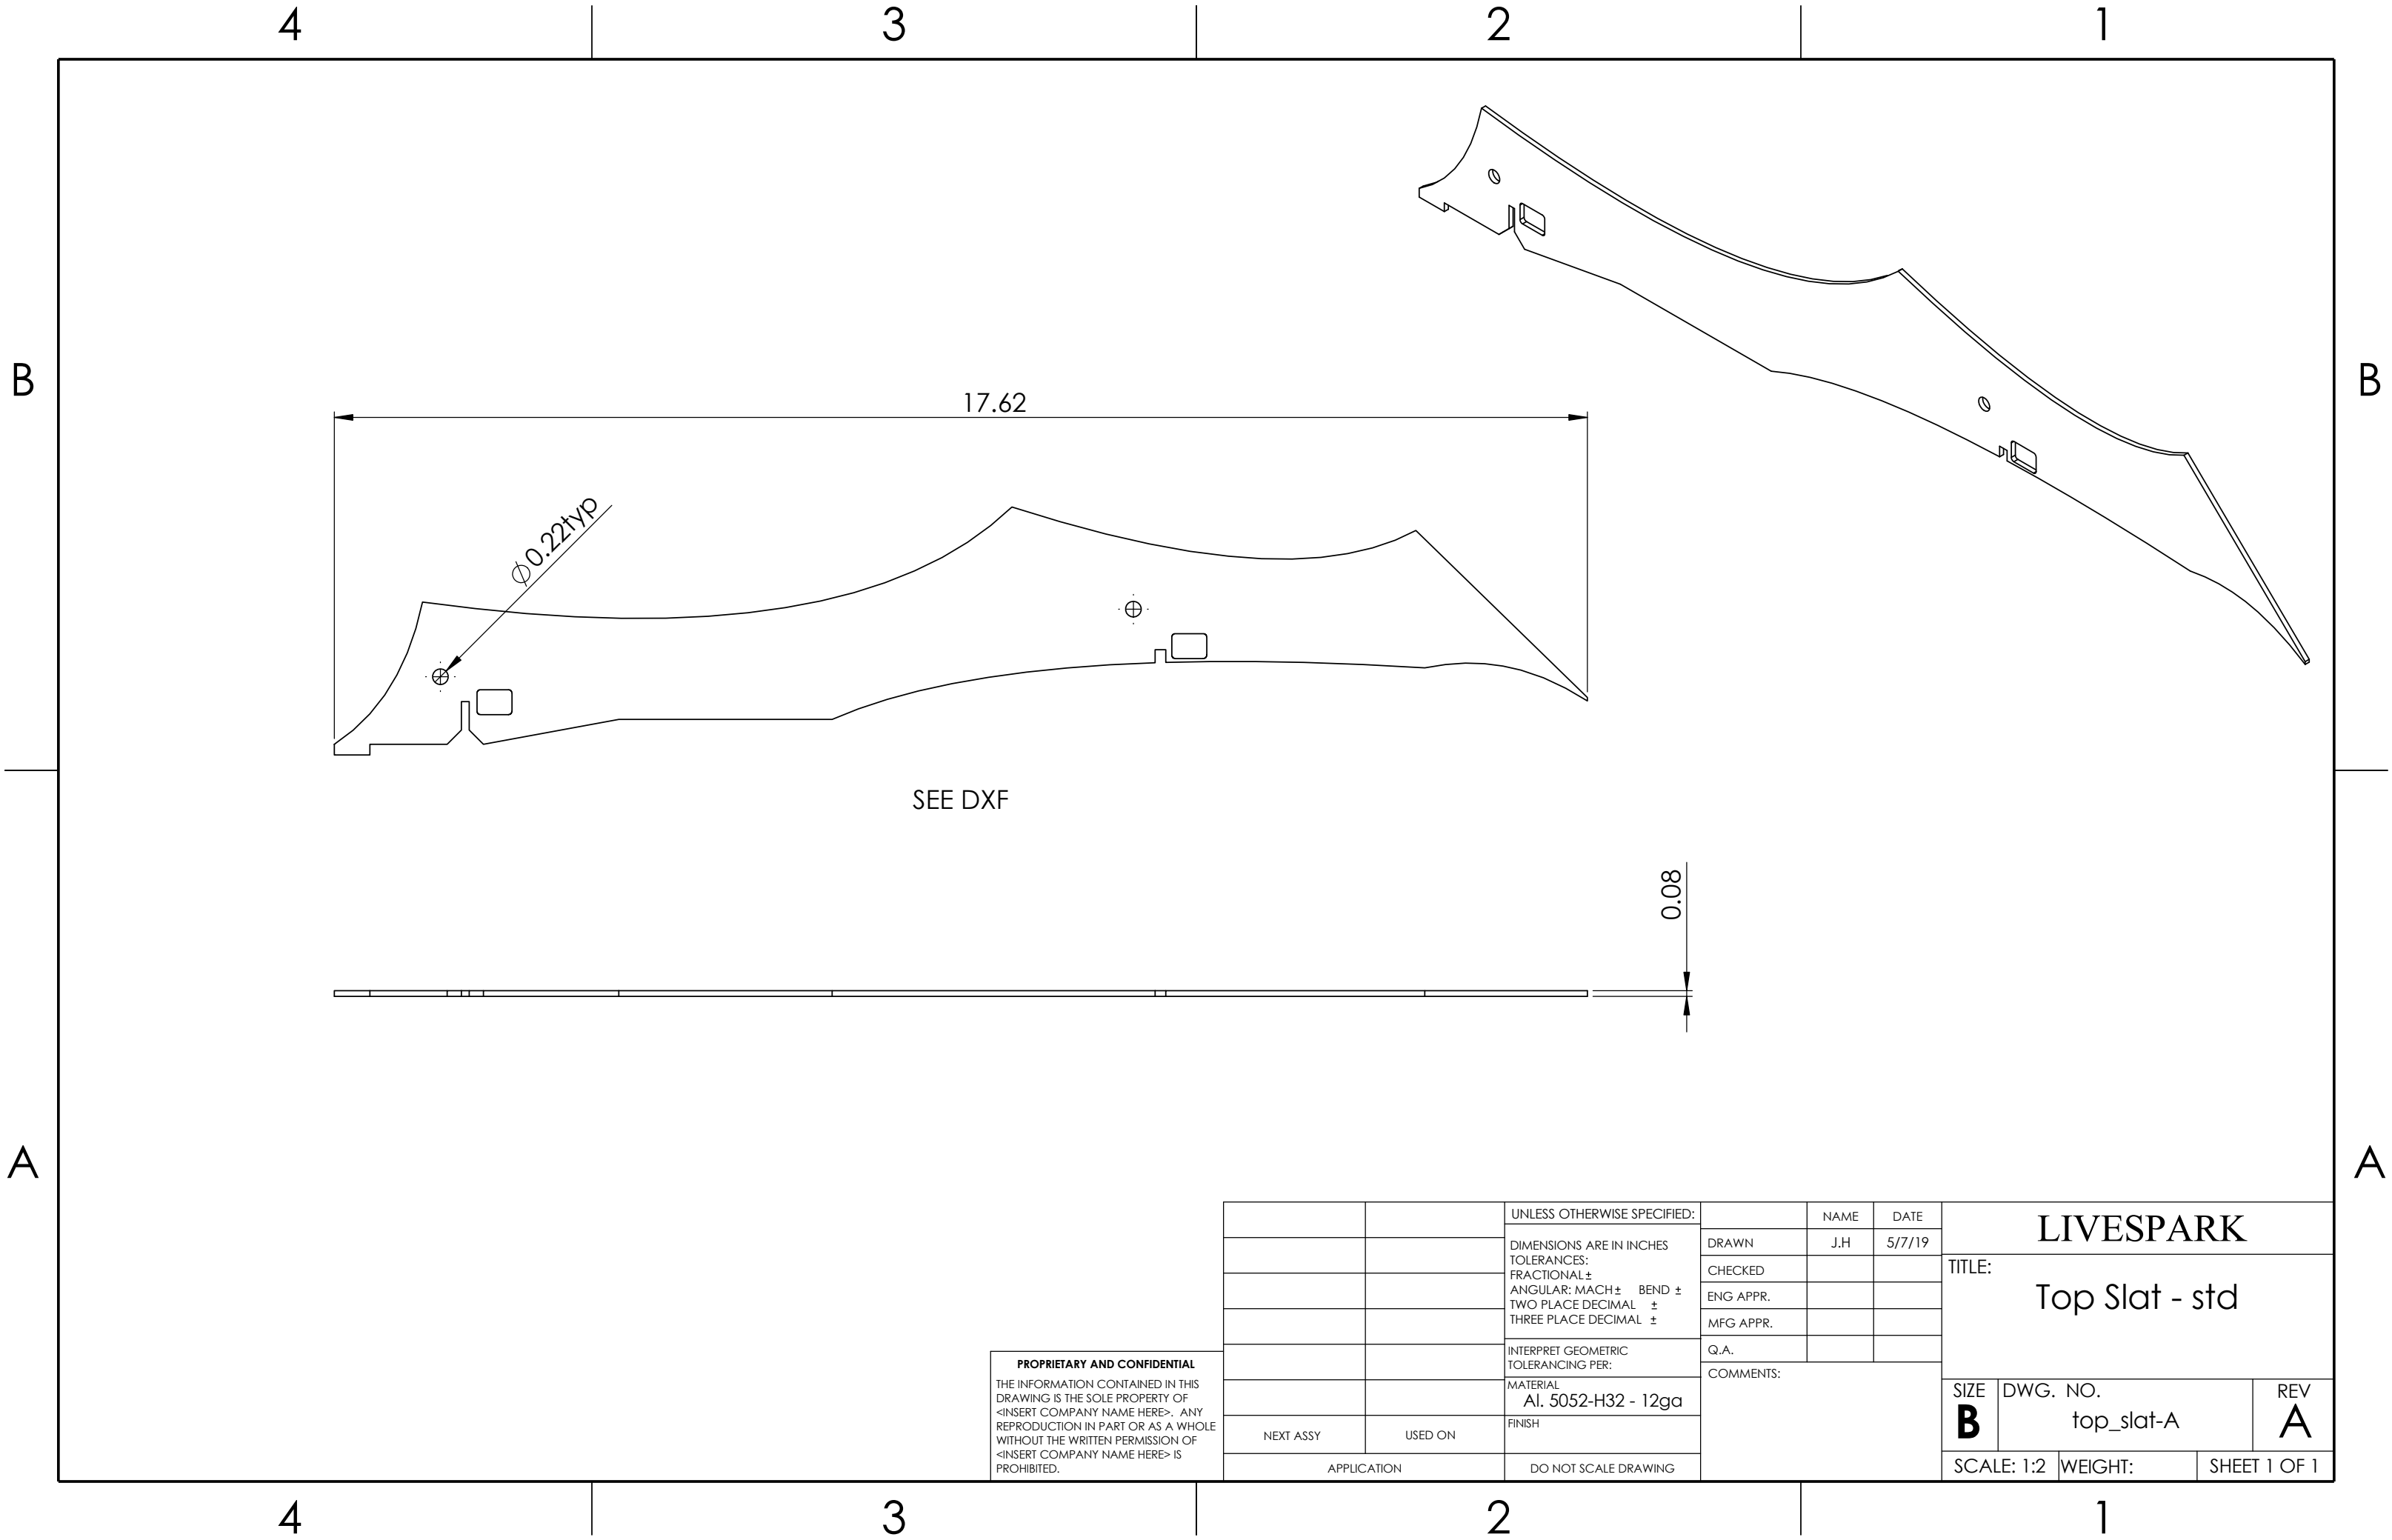 4 3 2 1
B B
17.62
⌀0.22typ
SEE DXF
0.08
A A
UNLESS OTHERWISE SPECIFIED:
DIMENSIONS ARE IN INCHES
TOLERANCES:
FRACTIONAL ±
ANGULAR: MACH ± BEND ±
TWO PLACE DECIMAL ±
THREE PLACE DECIMAL ±
INTERPRET GEOMETRIC
TOLERANCING PER:
MATERIAL
Al. 5052-H32 - 12ga
FINISH
DO NOT SCALE DRAWING
NAME DATE
DRAWN J.H 5/7/19
CHECKED
ENG APPR.
MFG APPR.
Q.A.
COMMENTS:
LIVESPARK
TITLE:
Top Slat - std
SIZE DWG. NO. REV
B top_slat-A A
SCALE: 1:2 WEIGHT: SHEET 1 OF 1
PROPRIETARY AND CONFIDENTIAL
THE INFORMATION CONTAINED IN THIS
DRAWING IS THE SOLE PROPERTY OF
<INSERT COMPANY NAME HERE>. ANY
REPRODUCTION IN PART OR AS A WHOLE
WITHOUT THE WRITTEN PERMISSION OF
<INSERT COMPANY NAME HERE> IS
PROHIBITED.
NEXT ASSY USED ON
APPLICATION
4 3 2 1